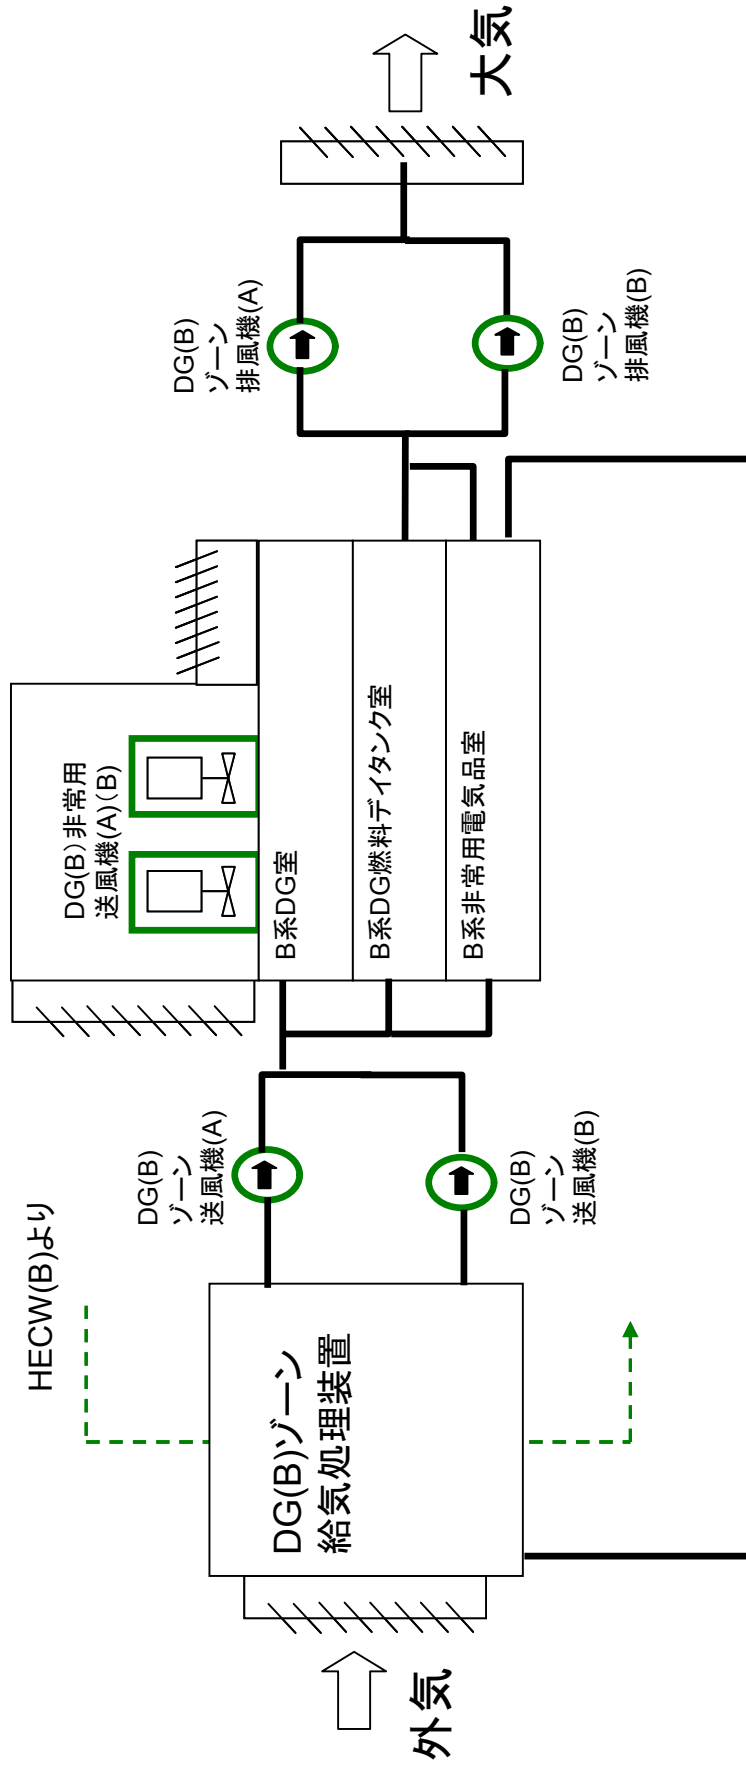 外気
DG(B)ゾーン
給気処理装置
HECW(B)より
DG(B)
ゾーン
送風機(A)
DG(B)
ゾーン
送風機(B)
DG(B)非常用
送風機(A)(B)
B系DG室
B系DG燃料デイタンク室
B系非常用電気品室
DG(B)
ゾーン
排風機(A)
DG(B)
ゾーン
排風機(B)
大気